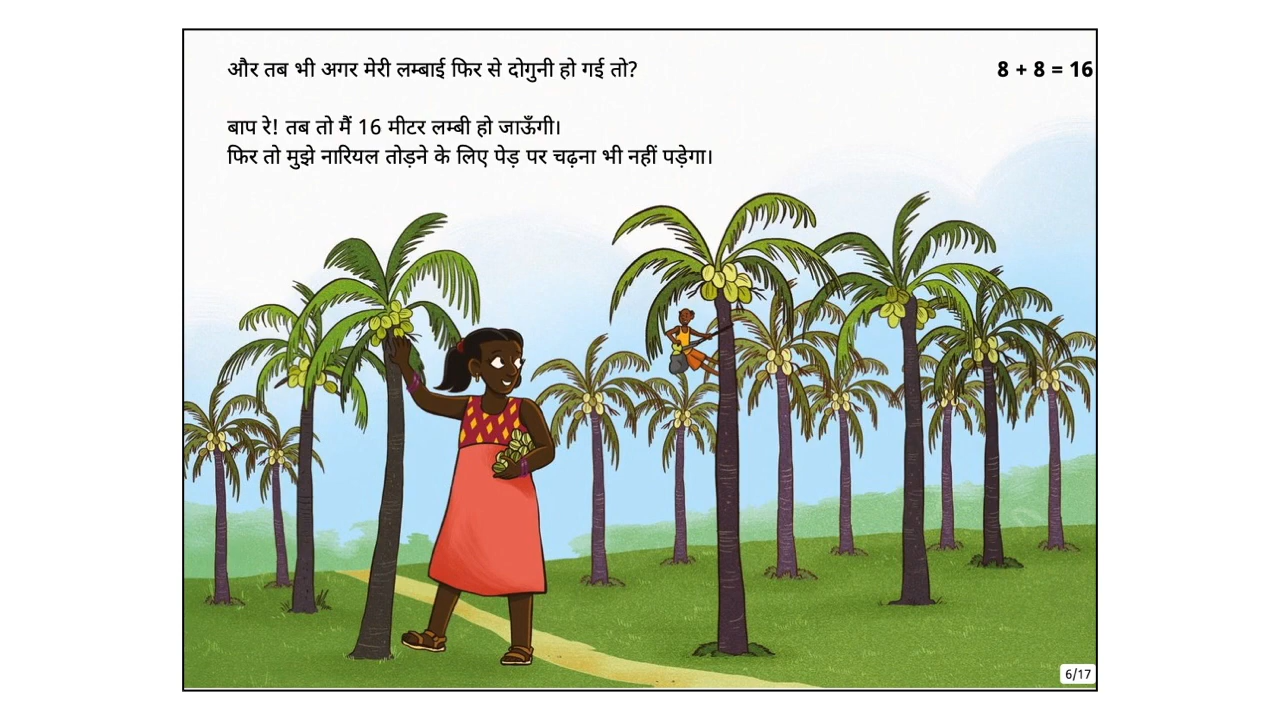 और तब भी अगर मेरी लम्बाई फिर से दोगुनी हो गई तो?
8 + 8 = 16
बाप रे! तब तो मैं 16 मीटर लम्बी हो जाऊँगी।
फिर तो मुझे नारियल तोड़ने के लिए पेड़ पर चढ़ना भी नहीं पड़ेगा।
6/17